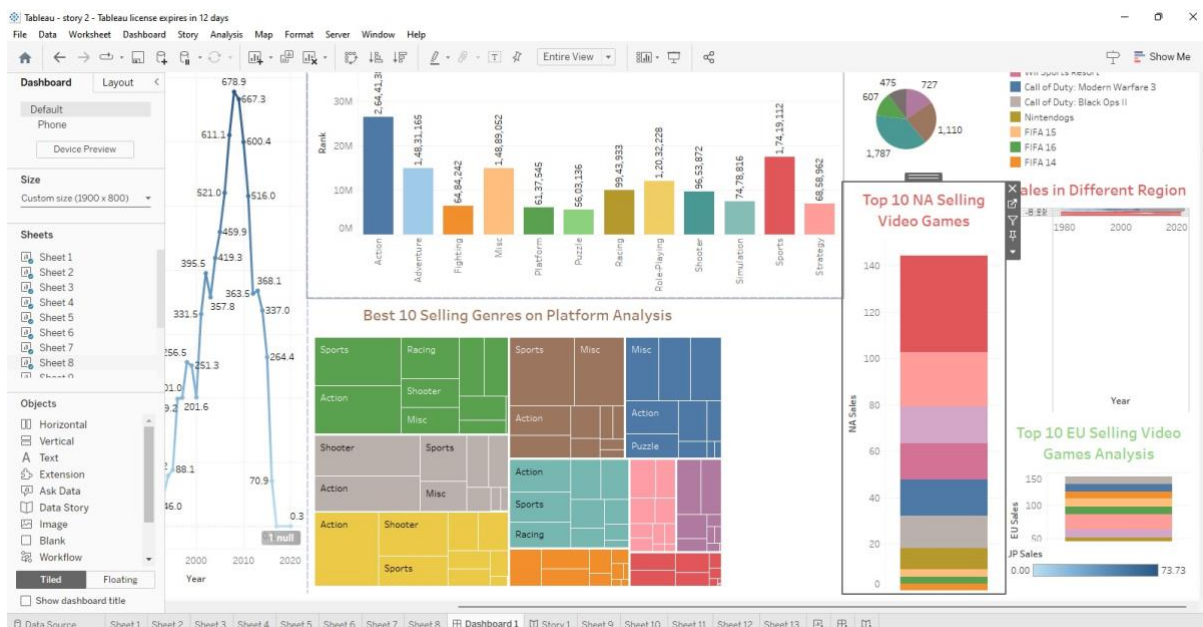 Tableau - story 2 - Tableau license expires in 12 days
File Data Worksheet Dashboard Story Analysis Map Format Server Window Help
Entire View
Show Me
Dashboard Layout
Default
Phone
Device Preview
Size
Custom size (1900 x 800)
Sheets
Sheet 1
Sheet 2
Sheet 3
Sheet 4
Sheet 5
Sheet 6
Sheet 7
Sheet 8
Objects
Horizontal
Vertical
A Text
Extension
Ask Data
Data Story
Image
Blank
Workflow
Tiled Floating
Show dashboard title
678.9
667.3
611.1
600.4
521.0
516.0
459.9
419.3
395.5
368.1
363.5
357.8
337.0
331.5
264.4
256.5
251.3
201.6
88.1
70.9
46.0
0.3
1 null
2000 2010 2020
Year
Rank
30M
20M
10M
0M
1,48,31,165
64,84,242
1,48,89,052
61,37,545
56,03,136
99,43,933
1,20,32,228
96,53,872
74,78,816
1,74,19,112
68,58,962
Action
Adventure
Fighting
Misc
Platform
Puzzle
Racing
Role-Playing
Shooter
Simulation
Sports
Strategy
Best 10 Selling Genres on Platform Analysis
Sports Racing
Shooter
Action
Misc
Sports Misc
Action
Misc
Action
Puzzle
Shooter Sports
Action Misc
Action
Sports
Racing
Action Shooter
Sports
475 727
607
1,110
1,787
Call of Duty: Modern Warfare 3
Call of Duty: Black Ops II
Nintendogs
FIFA 15
FIFA 16
FIFA 14
Top 10 NA Selling
Video Games
NA Sales
140
120
100
80
60
40
20
0
ales in Different Region
1980 2000 2020
Year
Top 10 EU Selling Video
Games Analysis
EU Sales
150
100
50
JP Sales
0.00 73.73
Data Source Sheet 1 Sheet 2 Sheet 3 Sheet 4 Sheet 5 Sheet 6 Sheet 7 Sheet 8 Dashboard 1 Story 1 Sheet 9 Sheet 10 Sheet 11 Sheet 12 Sheet 13